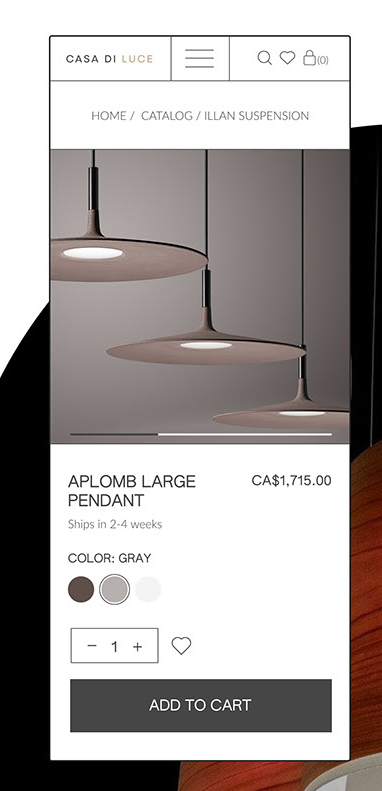 CASA DI LUCE
(0)
HOME / CATALOG / ILLAN SUSPENSION
APLOMB LARGE PENDANT
CA$1,715.00
Ships in 2-4 weeks
COLOR: GRAY
− 1 +
ADD TO CART